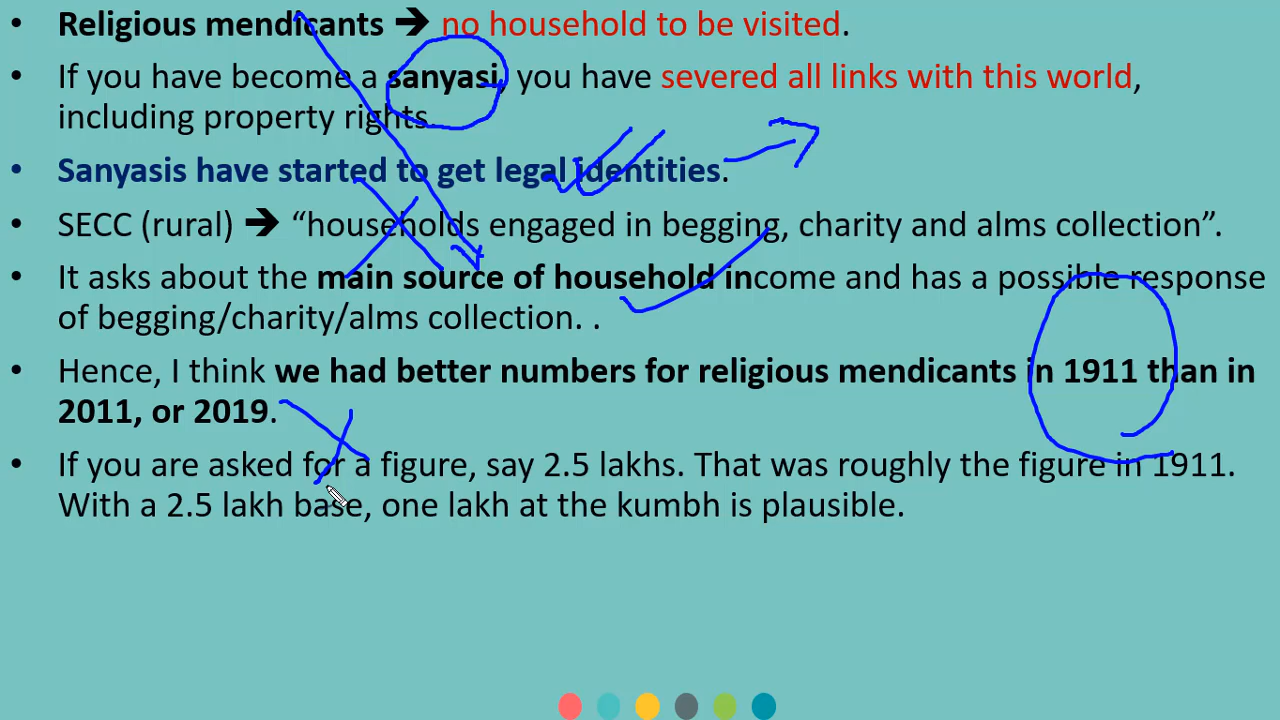 • Religious mendicants ➔ no household to be visited.
• If you have become a sanyasi, you have severed all links with this world,
including property rights.
• Sanyasis have started to get legal identities.
• SECC (rural) ➔ “households engaged in begging, charity and alms collection”.
• It asks about the main source of household income and has a possible response
of begging/charity/alms collection. .
• Hence, I think we had better numbers for religious mendicants in 1911 than in
2011, or 2019.
• If you are asked for a figure, say 2.5 lakhs. That was roughly the figure in 1911.
With a 2.5 lakh base, one lakh at the kumbh is plausible.